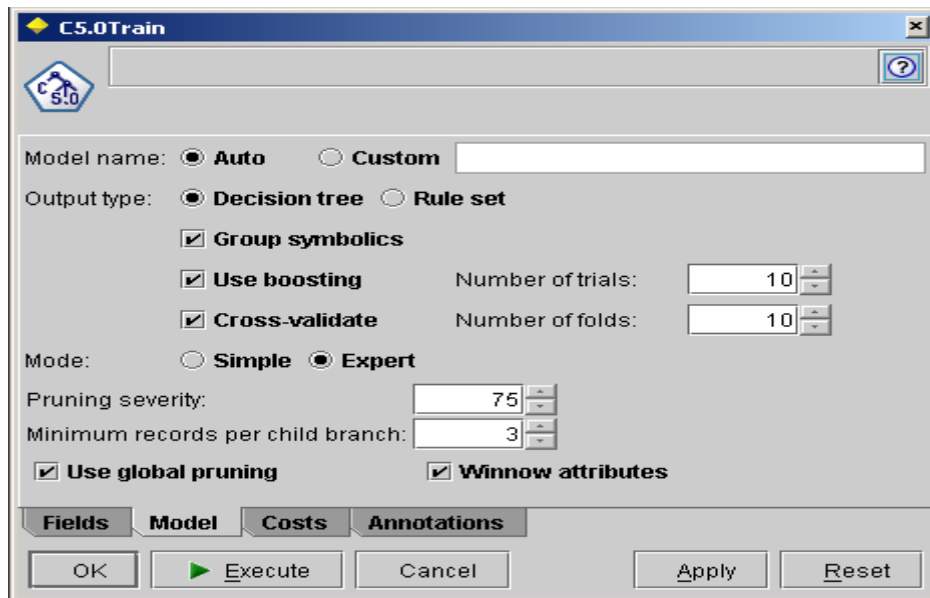 C5.0Train
C 5.0
Model name: Auto Custom
Output type: Decision tree Rule set
Group symbolics
Use boosting Number of trials: 10
Cross-validate Number of folds: 10
Mode: Simple Expert
Pruning severity: 75
Minimum records per child branch: 3
Use global pruning Winnow attributes
Fields Model Costs Annotations
OK Execute Cancel Apply Reset